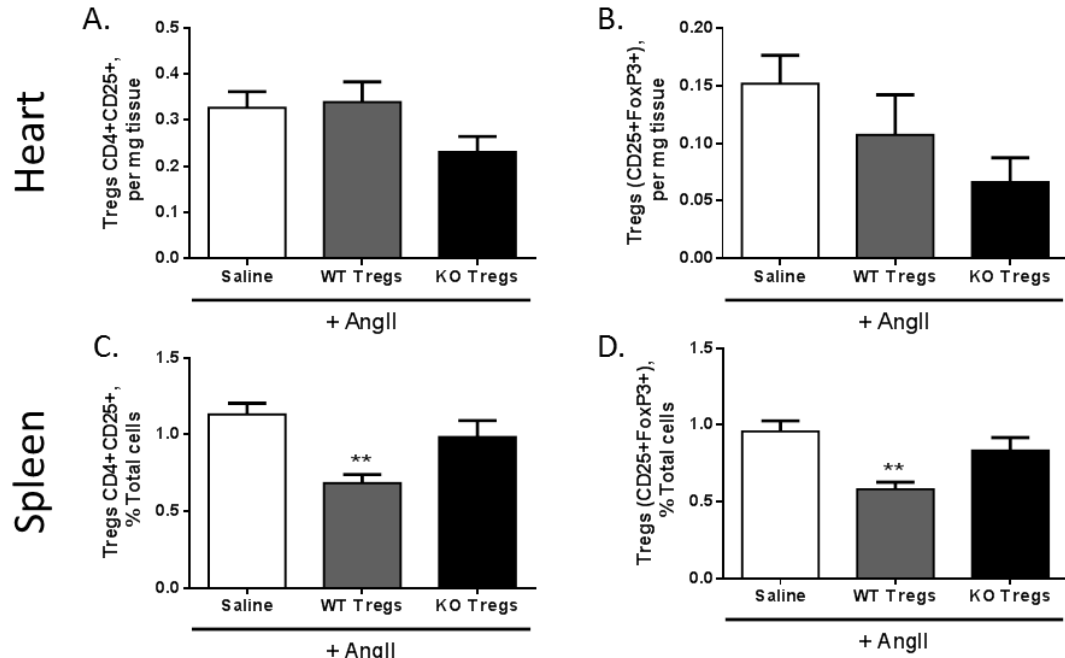 Heart
A.
Tregs CD4+CD25+,
per mg tissue
0.5
0.4
0.3
0.2
0.1
0.0
Saline
WT Tregs
KO Tregs
+ AngII
B.
Tregs (CD25+FoxP3+),
per mg tissue
0.20
0.15
0.10
0.05
0.00
Saline
WT Tregs
KO Tregs
+ AngII
Spleen
C.
Tregs CD4+CD25+,
% Total cells
1.5
1.0
0.5
0.0
**
Saline
WT Tregs
KO Tregs
+ AngII
D.
Tregs (CD25+FoxP3+),
% Total cells
1.5
1.0
0.5
0.0
**
Saline
WT Tregs
KO Tregs
+ AngII